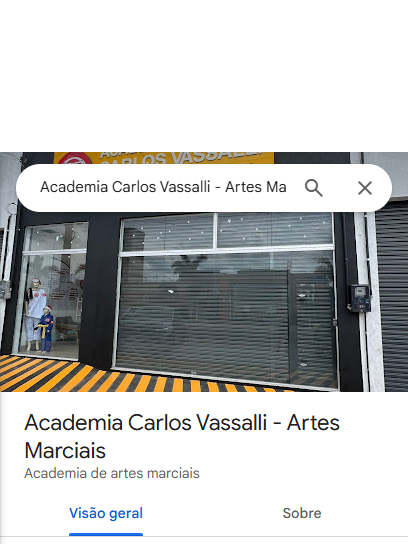 CARLOS VASSALLI
Academia Carlos Vassalli - Artes Ma
Academia Carlos Vassalli - Artes
Marciais
Academia de artes marciais
Visão geral
Sobre